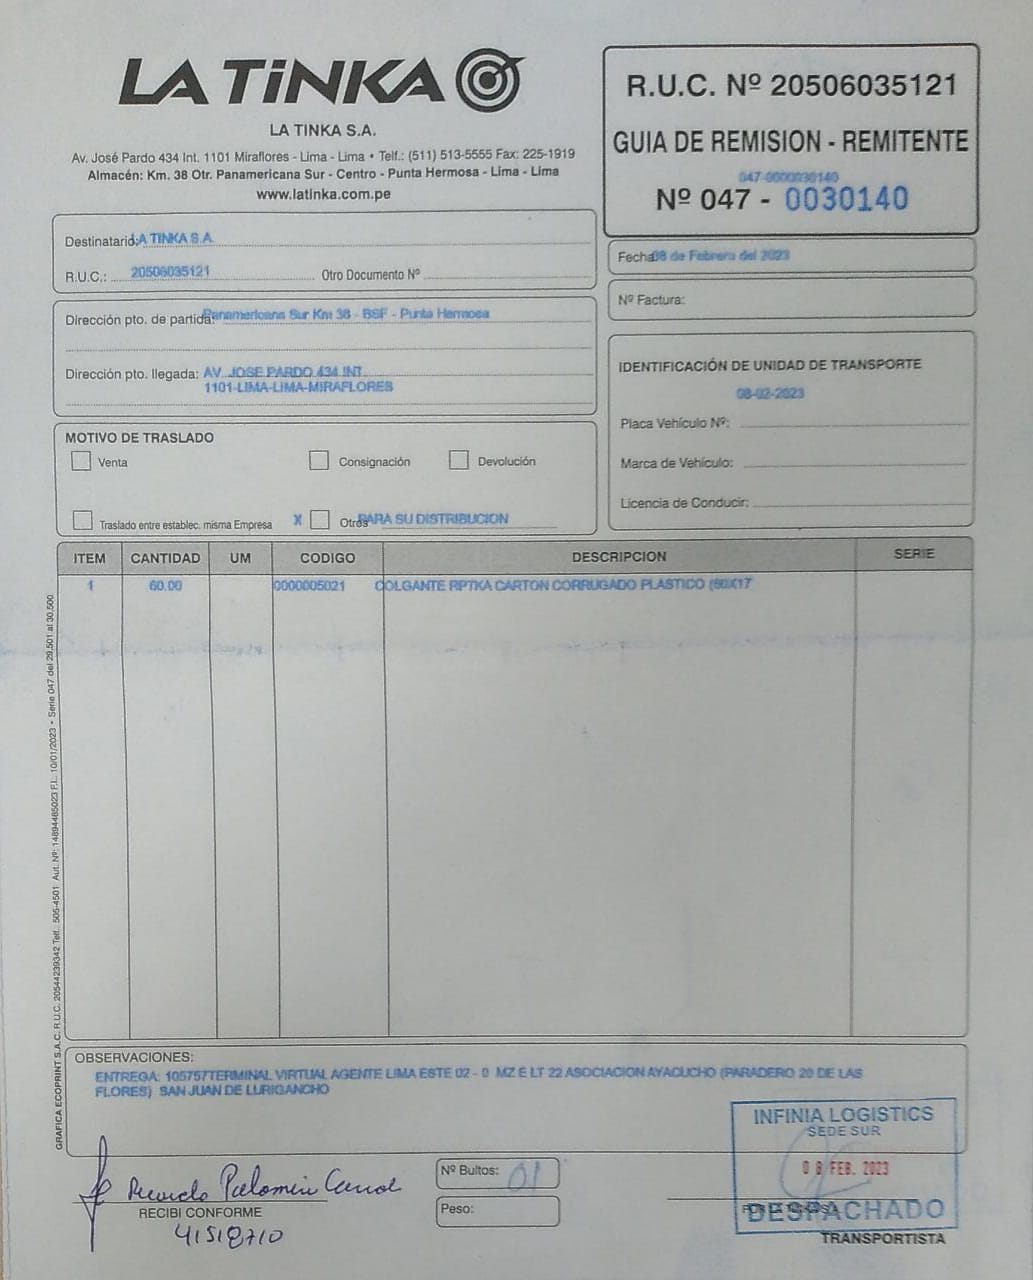 LA TiNKA
LA TINKA S.A.
Av. José Pardo 434 Int. 1101 Miraflores - Lima - Lima • Telf.: (511) 513-5555 Fax: 225-1919
Almacén: Km. 38 Otr. Panamericana Sur - Centro - Punta Hermosa - Lima - Lima
www.latinka.com.pe
R.U.C. Nº 20506035121
GUIA DE REMISION - REMITENTE
047-0000030140
Nº 047 - 0030140
Destinatario: LA TINKA S.A.
R.U.C.: 20506035121 Otro Documento Nº
Fecha: 08 de Febrero del 2023
Nº Factura:
Dirección pto. de partida: Panamericana Sur Km 38 - BSF - Punta Hermosa
Dirección pto. llegada: AV. JOSE PARDO 434 INT.
1101-LIMA-LIMA-MIRAFLORES
IDENTIFICACIÓN DE UNIDAD DE TRANSPORTE
08-02-2023
Placa Vehículo Nº:
Marca de Vehículo:
Licencia de Conducir:
MOTIVO DE TRASLADO
Venta Consignación Devolución
Traslado entre establec. misma Empresa X Otros PARA SU DISTRIBUCION
ITEM CANTIDAD UM CODIGO DESCRIPCION SERIE
1 60.00 0000005021 COLGANTE RPTKA CARTON CORRUGADO PLASTICO (50X17
GRAFICA ECOPRINT S.A.C. R.U.C. 20544239342 Telf.: 505-4501 Aut. Nº: 14894485023 F.I.: 10/01/2023 • Serie 047 del 29,501 al 30,500
OBSERVACIONES:
ENTREGA: 105757TERMINAL VIRTUAL AGENTE LIMA ESTE 02 - 0 MZ E LT 22 ASOCIACION AYACUCHO (PARADERO 20 DE LAS
FLORES) SAN JUAN DE LURIGANCHO
INFINIA LOGISTICS
SEDE SUR
08 FEB. 2023
DESPACHADO
TRANSPORTISTA
Ricardo Palomin
RECIBI CONFORME
41518710
Nº Bultos: 01
Peso: